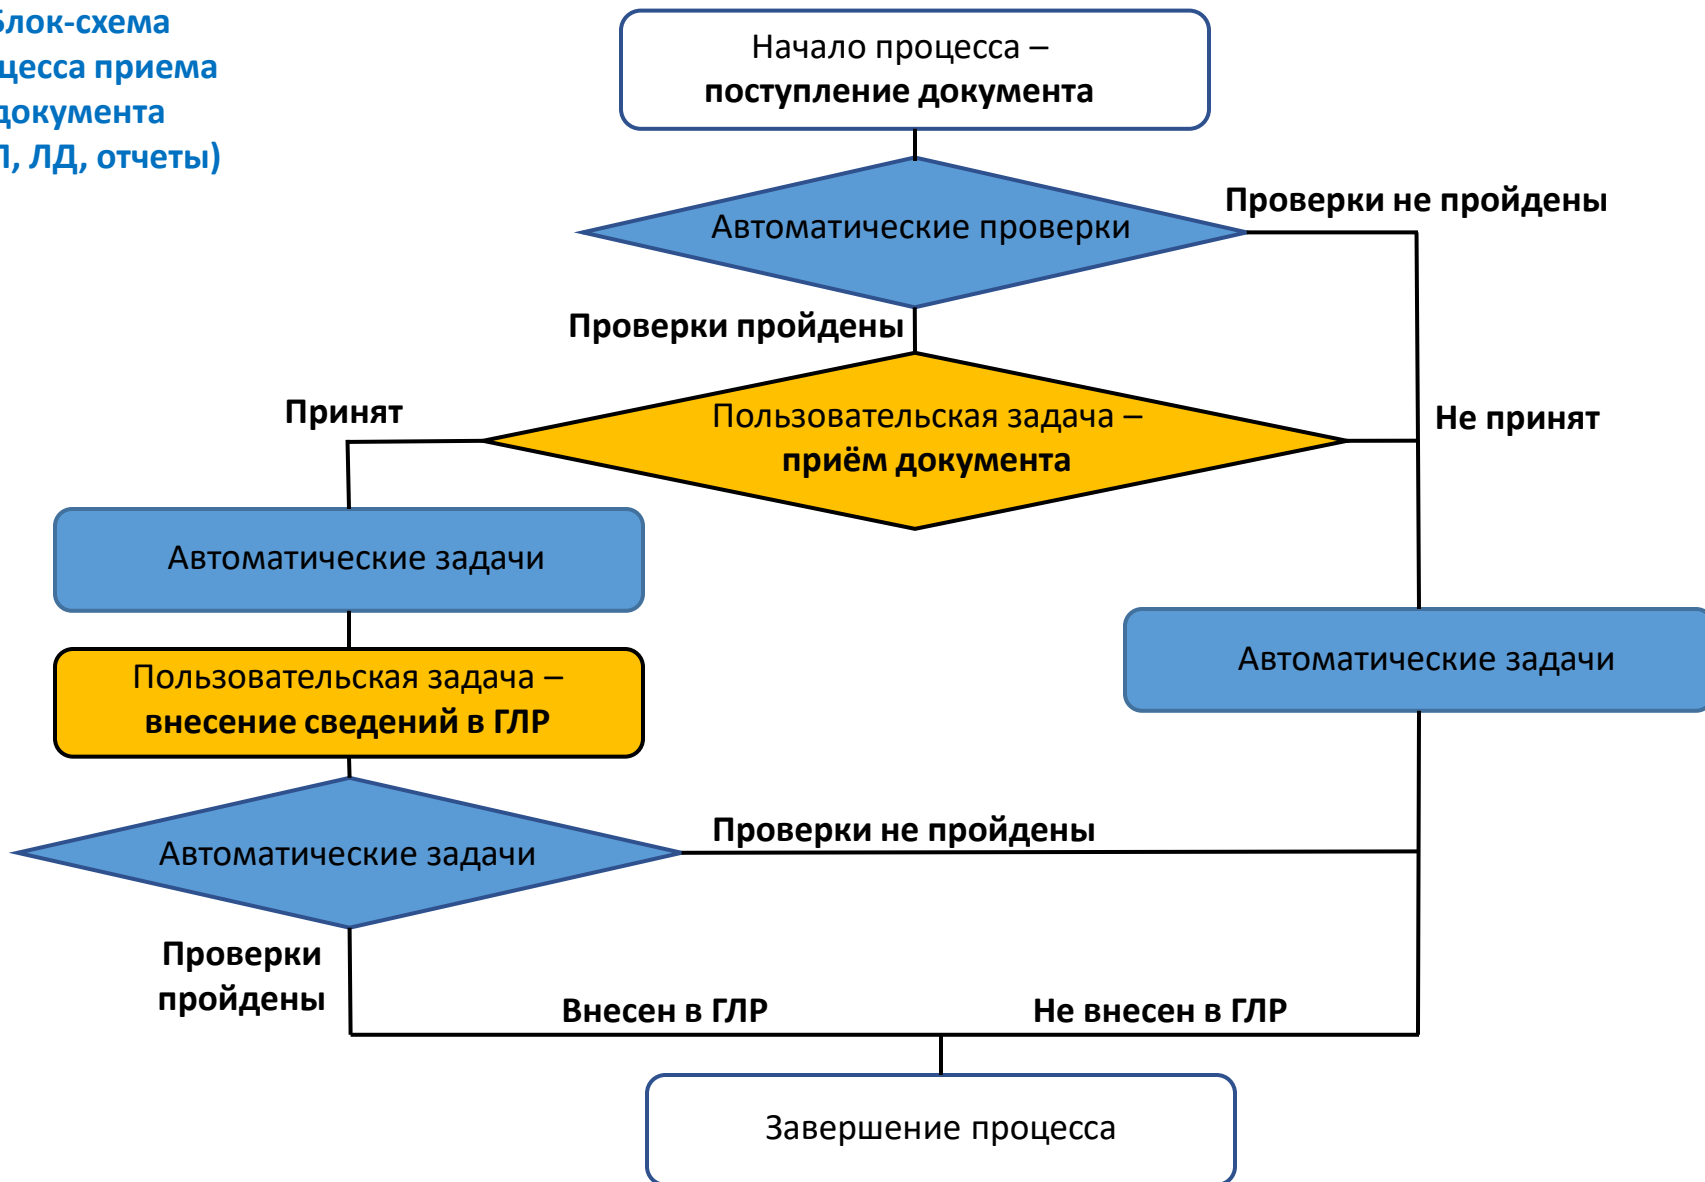 Блок-схема
цесса приема
документа
П, ЛД, отчеты)
Начало процесса –
поступление документа
Автоматические проверки
Проверки не пройдены
Проверки пройдены
Принят
Пользовательская задача –
приём документа
Не принят
Автоматические задачи
Автоматические задачи
Пользовательская задача –
внесение сведений в ГЛР
Автоматические задачи
Проверки не пройдены
Проверки
пройдены
Внесен в ГЛР
Не внесен в ГЛР
Завершение процесса